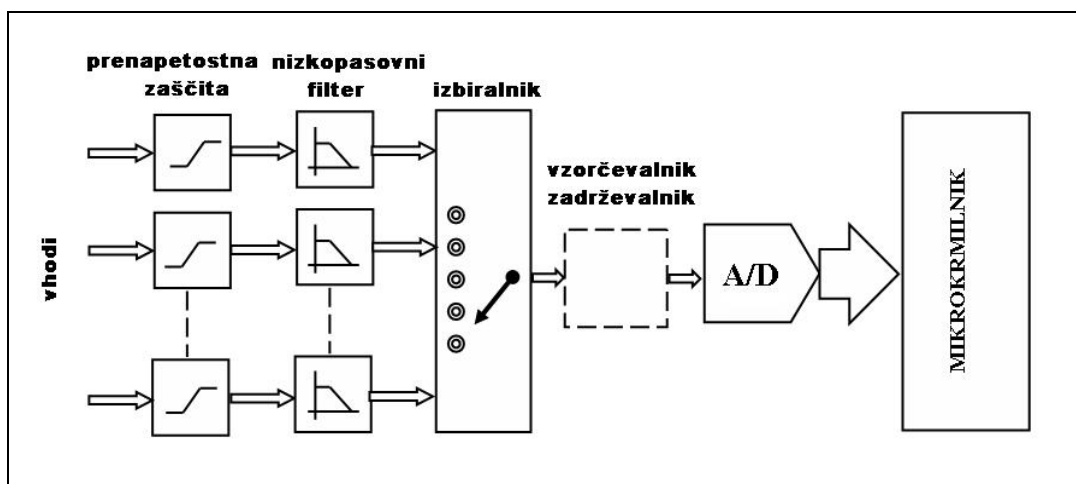 prenapetostna
zaščita
nizkopasovni
filter
izbiralnik
vzorčevalnik
zadrževalnik
vhodi
A/D
MIKROKRMILNIK